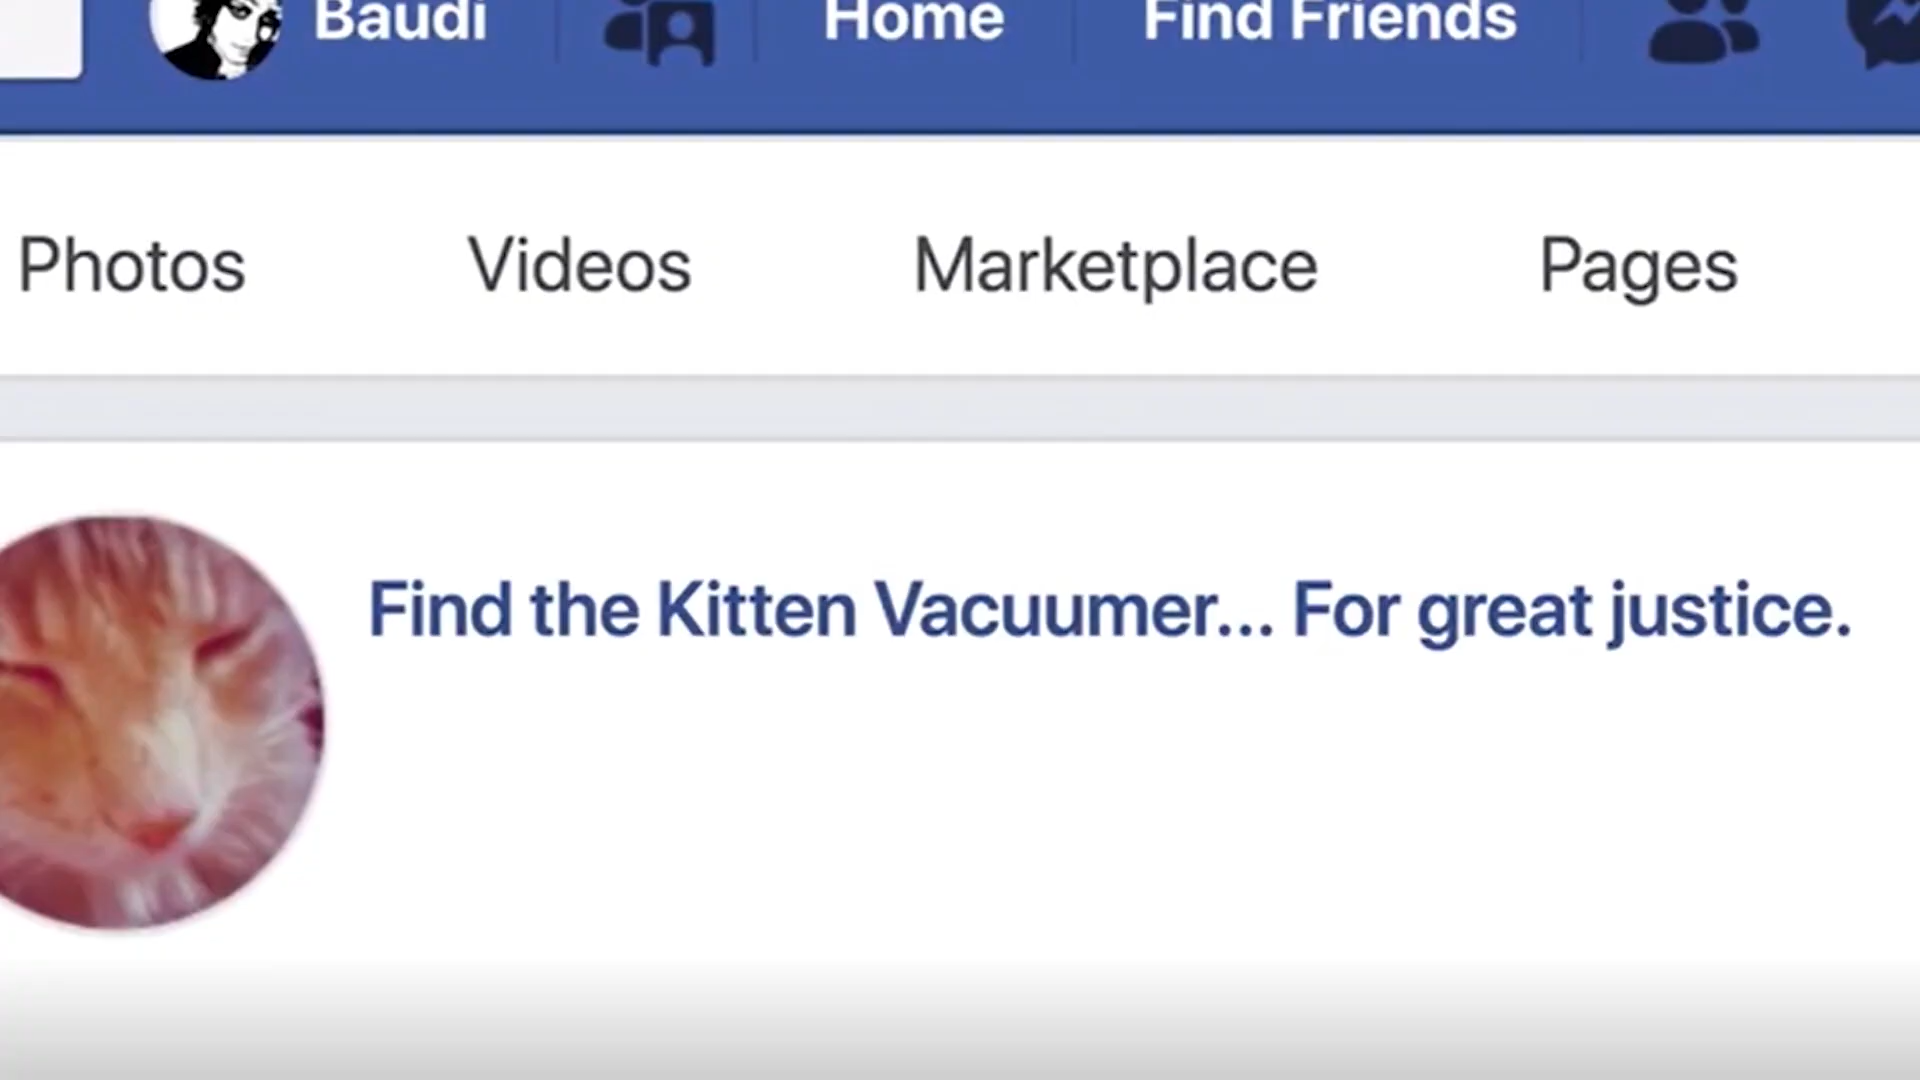 Baudi Home Find Friends
Photos Videos Marketplace Pages
Find the Kitten Vacuumer... For great justice.